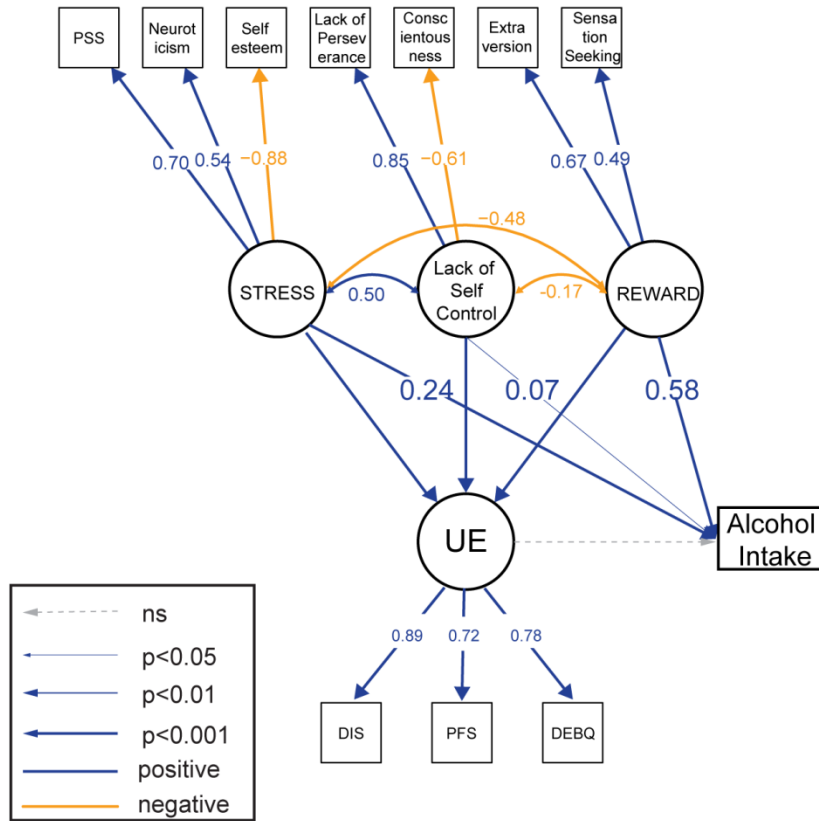 PSS
Neurot
icism
Self
esteem
Lack of
Persev
erance
Consc
ientous
ness
Extra
version
Sensa
tion
Seeking
0.70
0.54
−0.88
0.85
−0.61
0.67
0.49
−0.48
0.50
-0.17
STRESS
Lack of
Self
Control
REWARD
0.24
0.07
0.58
UE
Alcohol
Intake
0.89
0.72
0.78
DIS
PFS
DEBQ
ns
p<0.05
p<0.01
p<0.001
positive
negative